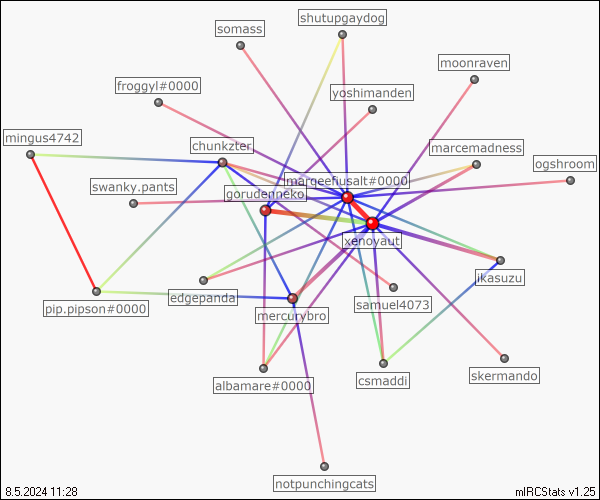 shutupgaydog
somass
moonraven
froggyl#0000
yoshimanden
mingus4742
chunkzter
marcemadness
ogshroom
margeefiusalt#0000
swanky.pants
gorudenneko
xenoyaut
ikasuzu
edgepanda
samuel4073
pip.pipson#0000
mercurybro
skermando
csmaddi
albamare#0000
notpunchingcats
8.5.2024 11:28
mIRCStats v1.25